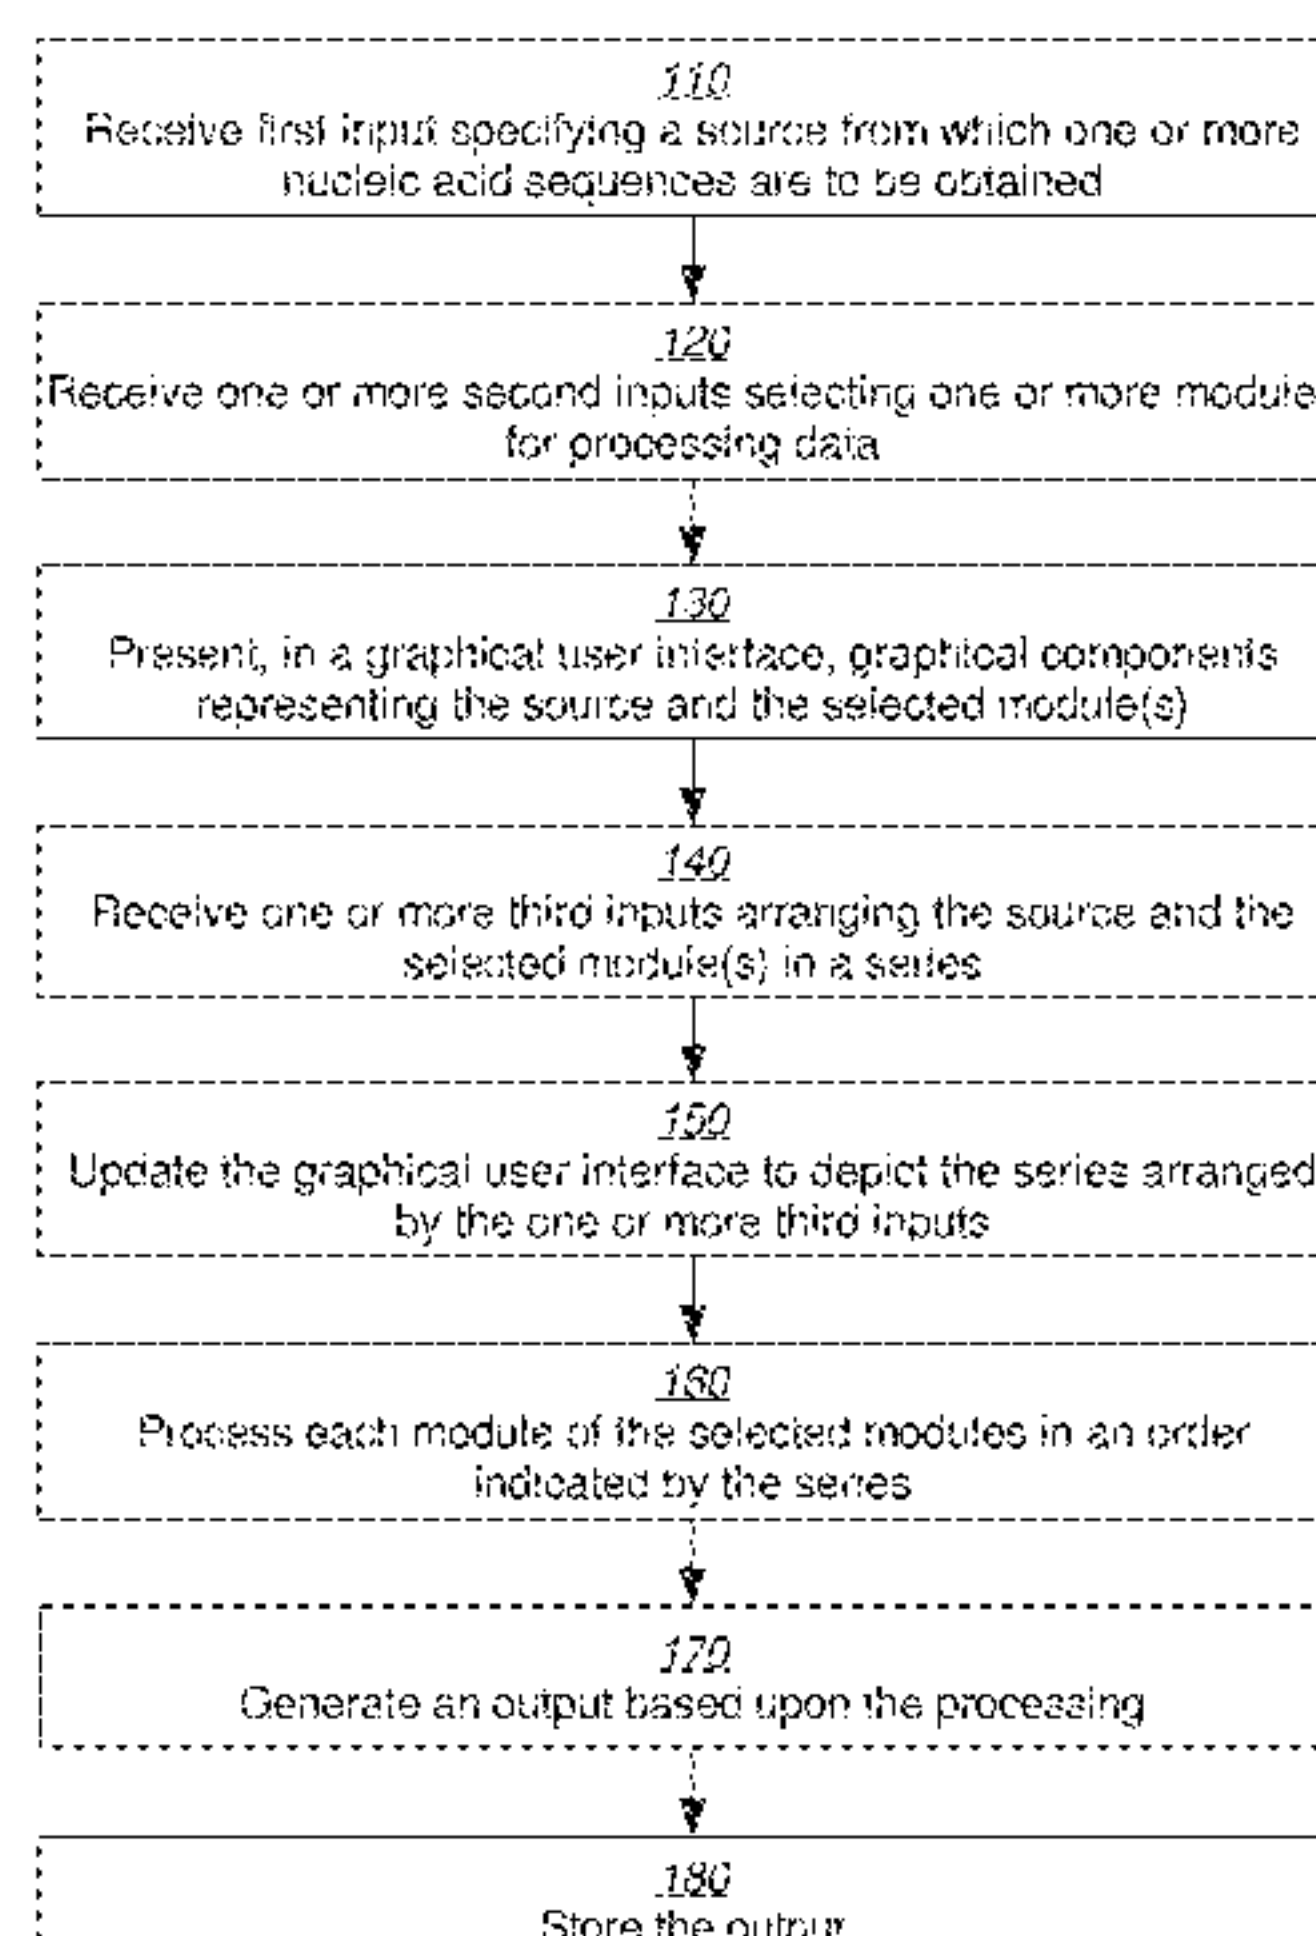 110
Receive first input specifying a source from which one or more
nucleic acid sequences are to be obtained
120
Receive one or more second inputs selecting one or more module
for processing data
130
Present, in a graphical user interface, graphical components
representing the source and the selected module(s)
140
Receive one or more third inputs arranging the source and the
selected module(s) in a series
150
Update the graphical user interface to depict the series arranged
by the one or more third inputs
160
Process each module of the selected modules in an order
indicated by the series
170
Generate an output based upon the processing
180
Store the output